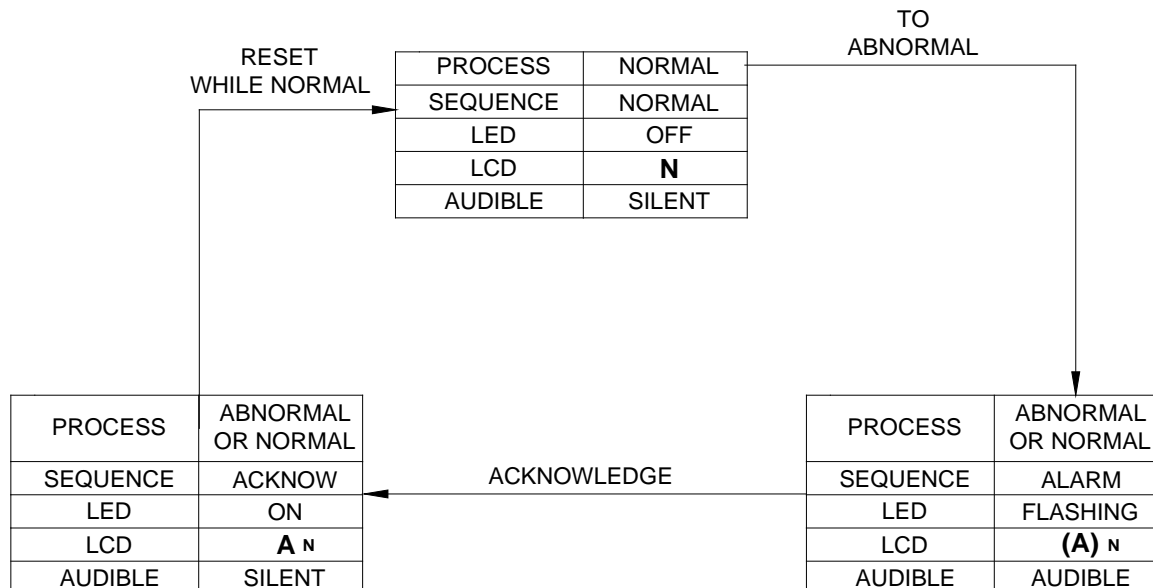 TO
ABNORMAL
RESET
WHILE NORMAL
PROCESS NORMAL
SEQUENCE NORMAL
LED OFF
LCD N
AUDIBLE SILENT
PROCESS ABNORMAL
OR NORMAL
SEQUENCE ACKNOW
LED ON
LCD A N
AUDIBLE SILENT
ACKNOWLEDGE
PROCESS ABNORMAL
OR NORMAL
SEQUENCE ALARM
LED FLASHING
LCD (A) N
AUDIBLE AUDIBLE